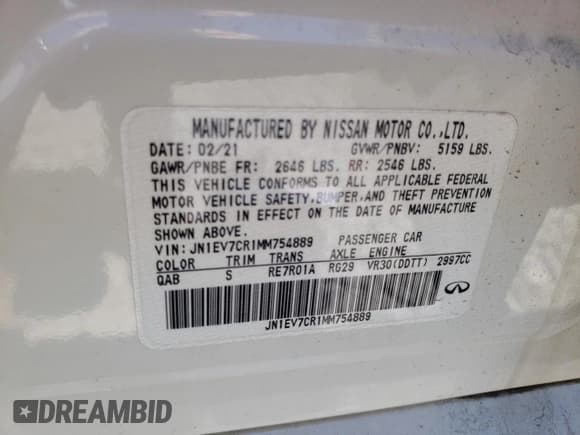 MANUFACTURED BY NISSAN MOTOR CO.,LTD.
DATE: 02/21 GVWR/PNBV: 5159 LBS.
GAWR/PNBE FR: 2646 LBS. RR: 2546 LBS.
THIS VEHICLE CONFORMS TO ALL APPLICABLE FEDERAL
MOTOR VEHICLE SAFETY,BUMPER,AND THEFT PREVENTION
STANDARDS IN EFFECT ON THE DATE OF MANUFACTURE
SHOWN ABOVE.
VIN: JN1EV7CR1MM754889 PASSENGER CAR
COLOR TRIM TRANS AXLE ENGINE
QAB S RE7R01A RG29 VR30(DDTT) 2997CC
JN1EV7CR1MM754889
DREAMBID